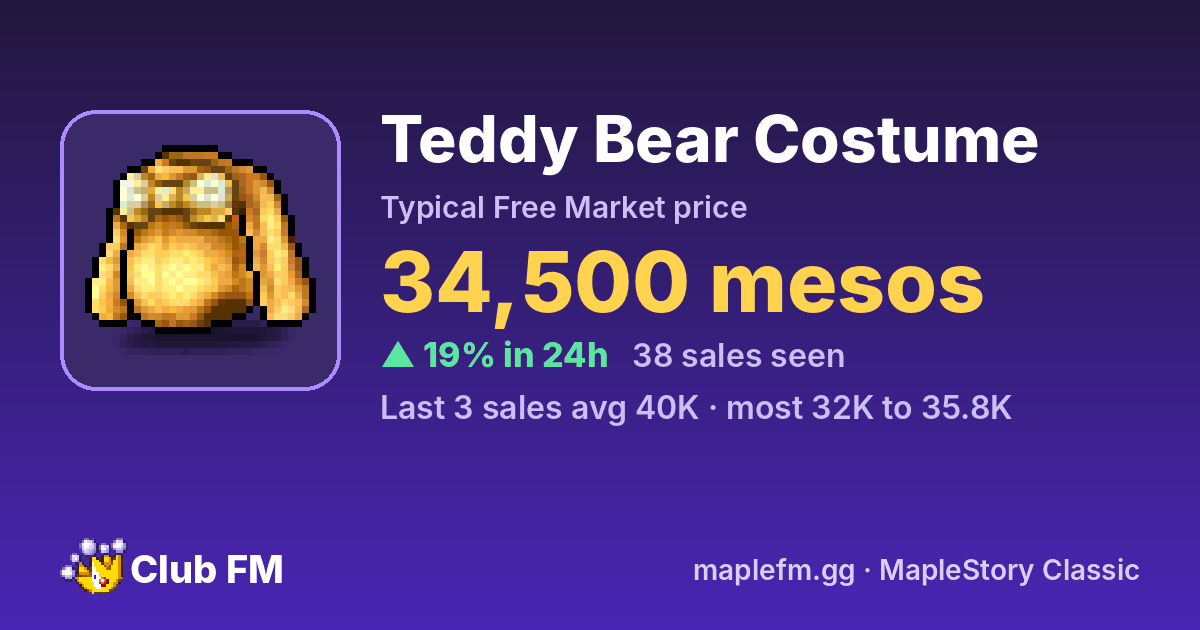 Teddy Bear Costume
Typical Free Market price
34,500 mesos
▲ 19% in 24h 38 sales seen
Last 3 sales avg 40K · most 32K to 35.8K
Club FM
maplefm.gg · MapleStory Classic